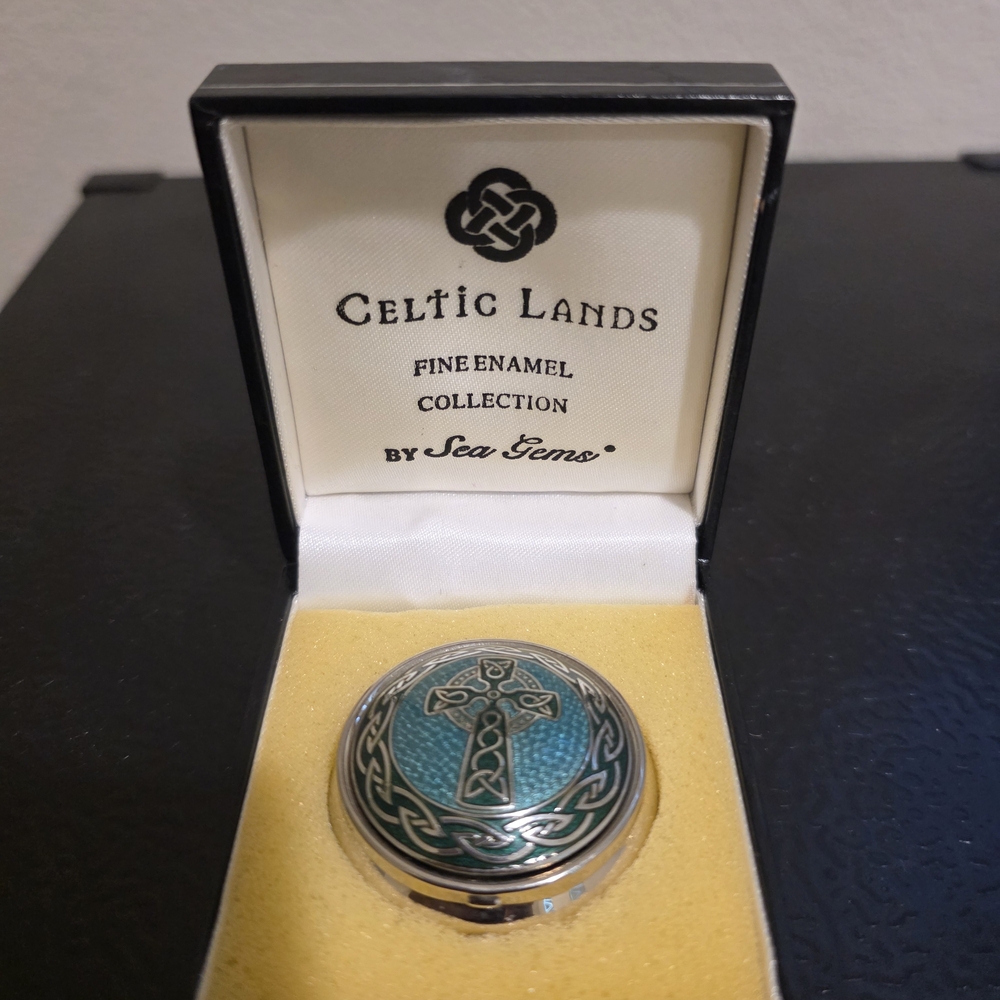 CELTIC LANDS
FINE ENAMEL
COLLECTION
BY Sea Gems